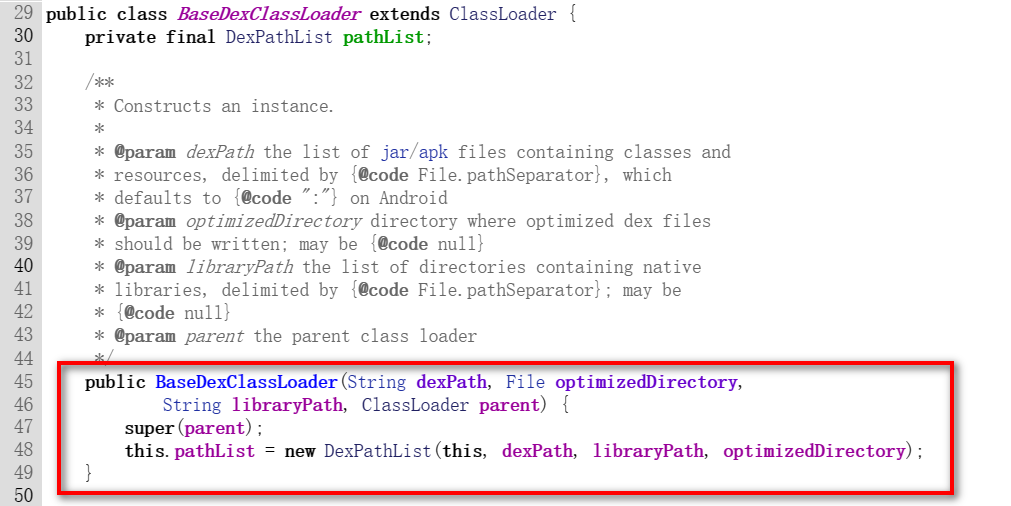 29 public class BaseDexClassLoader extends ClassLoader {
30     private final DexPathList pathList;
31
32     /**
33      * Constructs an instance.
34      *
35      * @param dexPath the list of jar/apk files containing classes and
36      * resources, delimited by {@code File.pathSeparator}, which
37      * defaults to {@code ":"} on Android
38      * @param optimizedDirectory directory where optimized dex files
39      * should be written; may be {@code null}
40      * @param libraryPath the list of directories containing native
41      * libraries, delimited by {@code File.pathSeparator}; may be
42      * {@code null}
43      * @param parent the parent class loader
44      */
45     public BaseDexClassLoader(String dexPath, File optimizedDirectory,
46             String libraryPath, ClassLoader parent) {
47         super(parent);
48         this.pathList = new DexPathList(this, dexPath, libraryPath, optimizedDirectory);
49     }
50